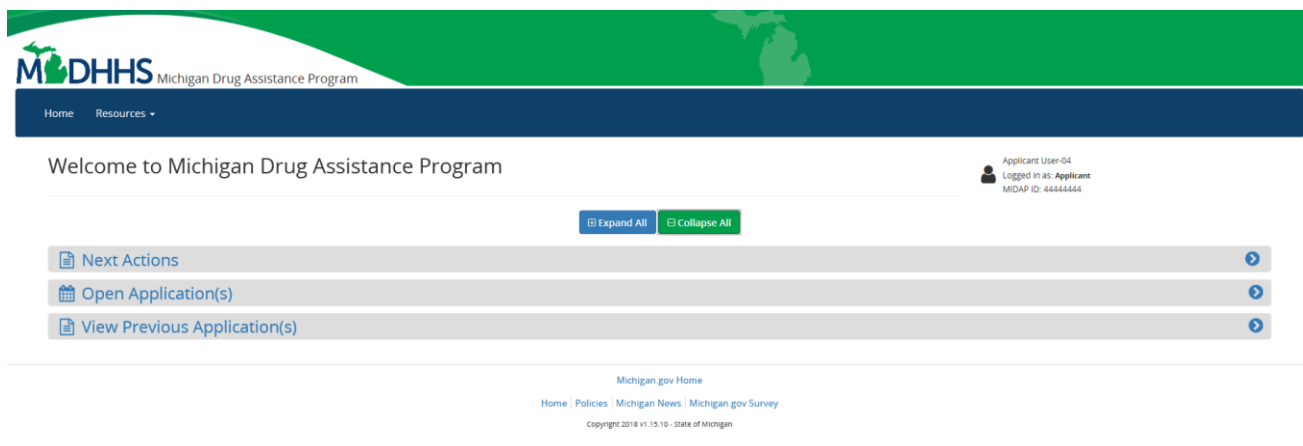 MDHHS Michigan Drug Assistance Program
Home Resources
Welcome to Michigan Drug Assistance Program
Applicant User-04
Logged in as: Applicant
MIDAP ID: 44444444
Expand All Collapse All
Next Actions
Open Application(s)
View Previous Application(s)
Michigan.gov Home
Home Policies Michigan News Michigan.gov Survey
Copyright 2018 v1.15.10 - State of Michigan